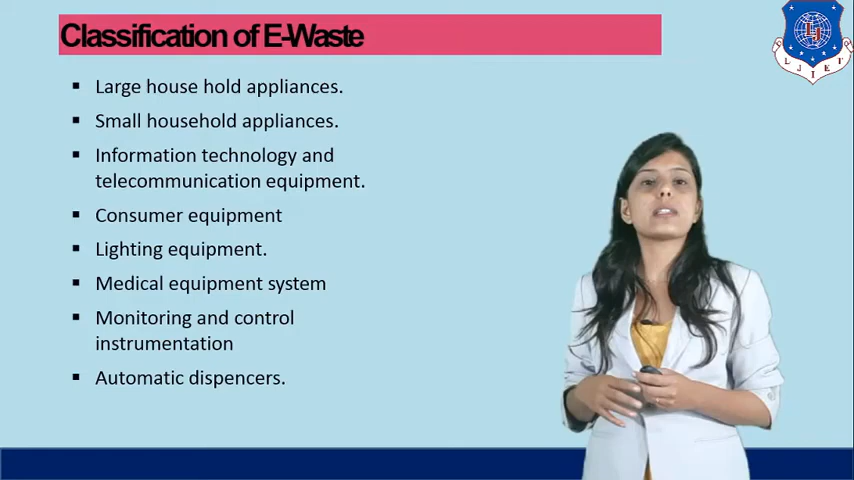 Classification of E-Waste
Large house hold appliances.
Small household appliances.
Information technology and
telecommunication equipment.
Consumer equipment
Lighting equipment.
Medical equipment system
Monitoring and control
instrumentation
Automatic dispencers.
LJ
L J I E T